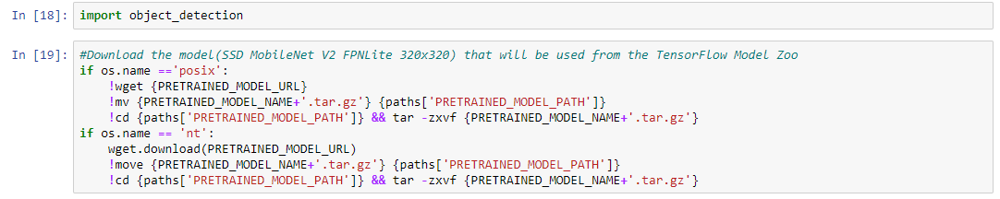 In [18]: import object_detection
In [19]: #Download the model(SSD MobileNet V2 FPNLite 320x320) that will be used from the TensorFlow Model Zoo
if os.name =='posix':
    !wget {PRETRAINED_MODEL_URL}
    !mv {PRETRAINED_MODEL_NAME+'.tar.gz'} {paths['PRETRAINED_MODEL_PATH']}
    !cd {paths['PRETRAINED_MODEL_PATH']} && tar -zxvf {PRETRAINED_MODEL_NAME+'.tar.gz'}
if os.name == 'nt':
    wget.download(PRETRAINED_MODEL_URL)
    !move {PRETRAINED_MODEL_NAME+'.tar.gz'} {paths['PRETRAINED_MODEL_PATH']}
    !cd {paths['PRETRAINED_MODEL_PATH']} && tar -zxvf {PRETRAINED_MODEL_NAME+'.tar.gz'}